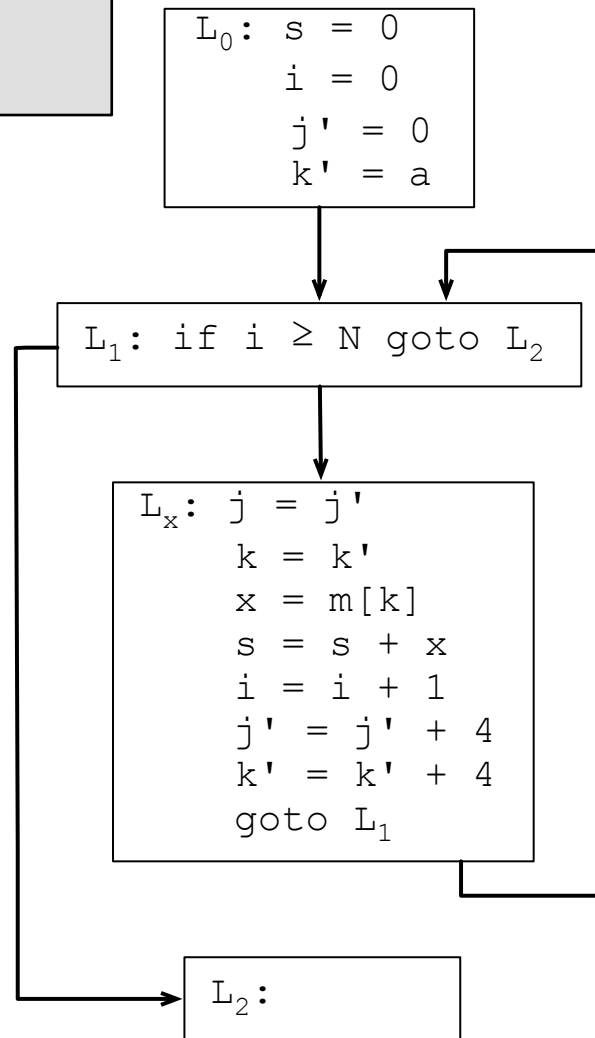 L₀: s = 0
i = 0
j' = 0
k' = a
L₁: if i ≥ N goto L₂
Lₓ: j = j'
k = k'
x = m[k]
s = s + x
i = i + 1
j' = j' + 4
k' = k' + 4
goto L₁
L₂: